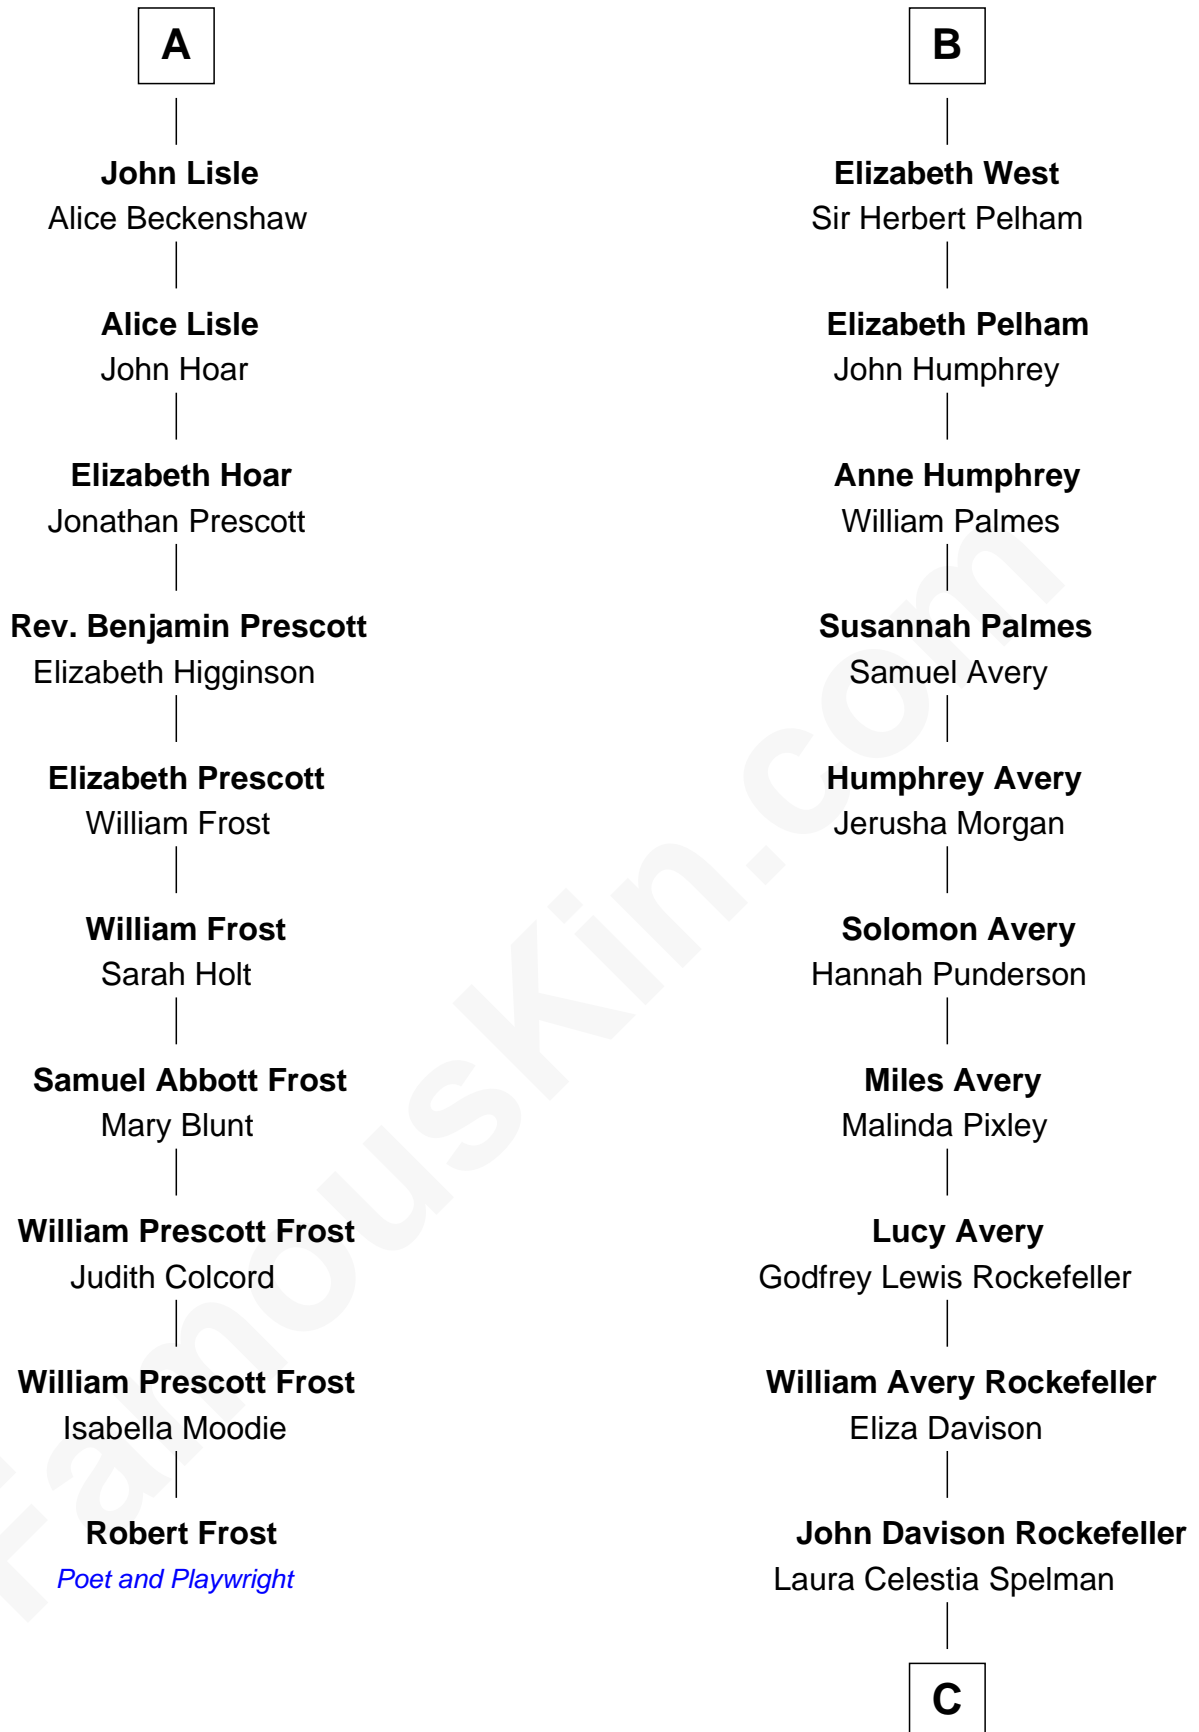 A
John Lisle
Alice Beckenshaw
Alice Lisle
John Hoar
Elizabeth Hoar
Jonathan Prescott
Rev. Benjamin Prescott
Elizabeth Higginson
Elizabeth Prescott
William Frost
William Frost
Sarah Holt
Samuel Abbott Frost
Mary Blunt
William Prescott Frost
Judith Colcord
William Prescott Frost
Isabella Moodie
Robert Frost
Poet and Playwright
B
Elizabeth West
Sir Herbert Pelham
Elizabeth Pelham
John Humphrey
Anne Humphrey
William Palmes
Susannah Palmes
Samuel Avery
Humphrey Avery
Jerusha Morgan
Solomon Avery
Hannah Punderson
Miles Avery
Malinda Pixley
Lucy Avery
Godfrey Lewis Rockefeller
William Avery Rockefeller
Eliza Davison
John Davison Rockefeller
Laura Celestia Spelman
C
FamousKin.com